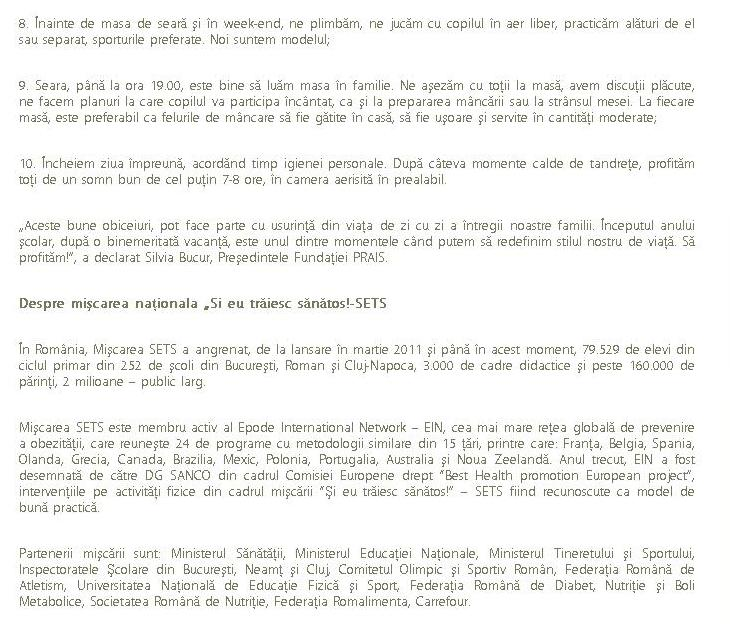 8. Înainte de masa de seară şi în week-end, ne plimbăm, ne jucăm cu copilul în aer liber, practicăm alături de el
sau separat, sporturile preferate. Noi suntem modelul;
9. Seara, până la ora 19.00, este bine să luăm masa în familie. Ne aşezăm cu toţii la masă, avem discuţii plăcute,
ne facem planuri la care copilul va participa încântat, ca şi la prepararea mâncării sau la strânsul mesei. La fiecare
masă, este preferabil ca felurile de mâncare să fie gătite în casă, să fie uşoare şi servite în cantităţi moderate;
10. Încheiem ziua împreună, acordând timp igienei personale. După câteva momente calde de tandreţe, profităm
toţi de un somn bun de cel puţin 7-8 ore, în camera aerisită în prealabil.
„Aceste bune obiceiuri, pot face parte cu usurinţă din viaţa de zi cu zi a întregii noastre familii. Începutul anului
şcolar, după o binemeritată vacanţă, este unul dintre momentele când putem să redefinim stilul nostru de viaţă. Să
profităm!”, a declarat Silvia Bucur, Preşedintele Fundaţiei PRAIS.
Despre mişcarea naţionala „Si eu trăiesc sănătos!-SETS
În România, Mişcarea SETS a angrenat, de la lansare în martie 2011 şi până în acest moment, 79.529 de elevi din
ciclul primar din 252 de şcoli din Bucureşti, Roman şi Cluj-Napoca, 3.000 de cadre didactice şi peste 160.000 de
părinţi, 2 milioane – public larg.
Mişcarea SETS este membru activ al Epode International Network – EIN, cea mai mare reţea globală de prevenire
a obezităţii, care reuneşte 24 de programe cu metodologii similare din 15 ţări, printre care: Franţa, Belgia, Spania,
Olanda, Grecia, Canada, Brazilia, Mexic, Polonia, Portugalia, Australia şi Noua Zeelandă. Anul trecut, EIN a fost
desemnată de către DG SANCO din cadrul Comisiei Europene drept “Best Health promotion European project”,
intervenţiile pe activităţi fizice din cadrul mişcării “Şi eu trăiesc sănătos!” – SETS fiind recunoscute ca model de
bună practică.
Partenerii mişcării sunt: Ministerul Sănătăţii, Ministerul Educaţiei Naţionale, Ministerul Tineretului şi Sportului,
Inspectoratele Şcolare din Bucureşti, Neamţ şi Cluj, Comitetul Olimpic şi Sportiv Român, Federaţia Română de
Atletism, Universitatea Naţională de Educaţie Fizică şi Sport, Federaţia Română de Diabet, Nutriţie şi Boli
Metabolice, Societatea Română de Nutriţie, Federaţia Romalimenta, Carrefour.